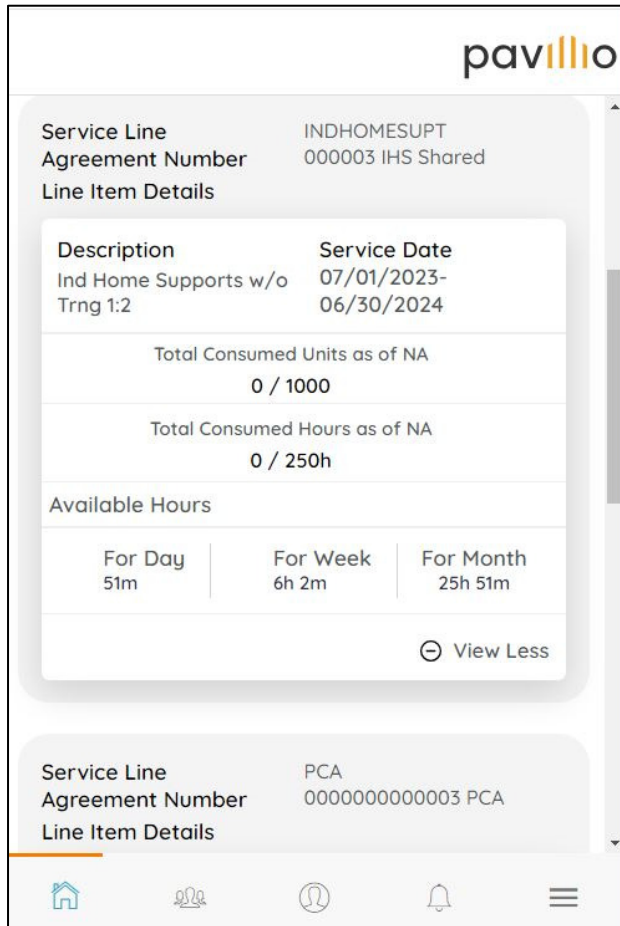 pavillio
Service Line INDHOMESUPT
Agreement Number 000003 IHS Shared
Line Item Details
Description Service Date
Ind Home Supports w/o 07/01/2023-
Trng 1:2 06/30/2024
Total Consumed Units as of NA
0 / 1000
Total Consumed Hours as of NA
0 / 250h
Available Hours
For Day For Week For Month
51m 6h 2m 25h 51m
View Less
Service Line PCA
Agreement Number 0000000000003 PCA
Line Item Details